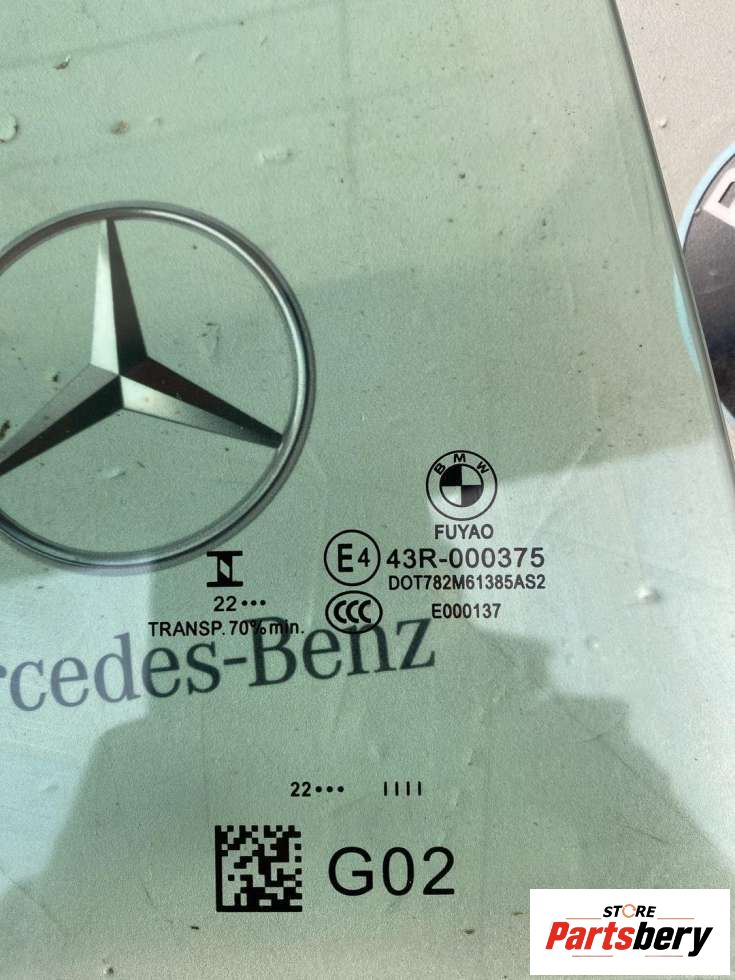 BMW
FUYAO
E4 43R-000375
DOT782M61385AS2
22•••
CCC E000137
TRANSP. 70% min.
rcedes-Benz
22••• IIII
G02
STORE
Partsbery